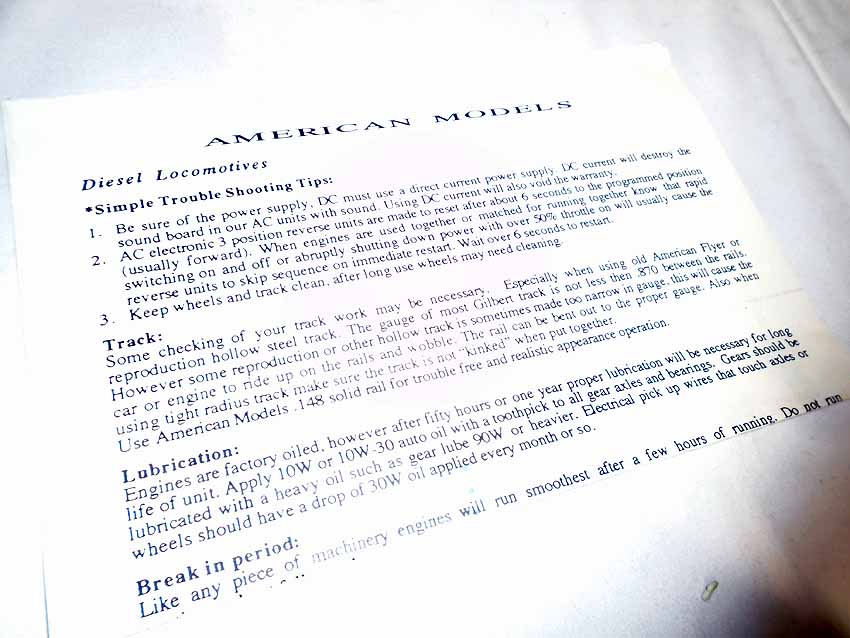 AMERICAN MODELS
Diesel Locomotives
*Simple Trouble Shooting Tips:
1. Be sure of the power supply, DC must use a direct current power supply. DC current will destroy the
sound board in our AC units with sound. Using DC current will also void the warranty.
2. AC electronic 3 position reverse units are made to reset after about 6 seconds to the programmed position
(usually forward). When engines are used together or matched for running together know that rapid
switching on and off or abruptly shutting down power with over 50% throttle on will usually cause the
reverse units to skip sequence on immediate restart. Wait over 6 seconds to restart.
3. Keep wheels and track clean, after long use wheels may need cleaning.
Track:
Some checking of your track work may be necessary. Especially when using old American Flyer or
reproduction hollow steel track. The gauge of most Gilbert track is not less then .870 between the rails.
However some reproduction or other hollow track is sometimes made too narrow in gauge, this will cause the
car or engine to ride up on the rails and wobble. The rail can be bent out to the proper gauge. Also when
using tight radius track make sure the track is not "kinked" when put together.
Use American Models .148 solid rail for trouble free and realistic appearance operation.
Lubrication:
Engines are factory oiled, however after fifty hours or one year proper lubrication will be necessary for long
life of unit. Apply 10W or 10W-30 auto oil with a toothpick to all gear axles and bearings. Gears should be
lubricated with a heavy oil such as gear lube 90W or heavier. Electrical pick up wires that touch axles or
wheels should have a drop of 30W oil applied every month or so.
Break in period:
Like any piece of machinery engines will run smoothest after a few hours of running. Do not run